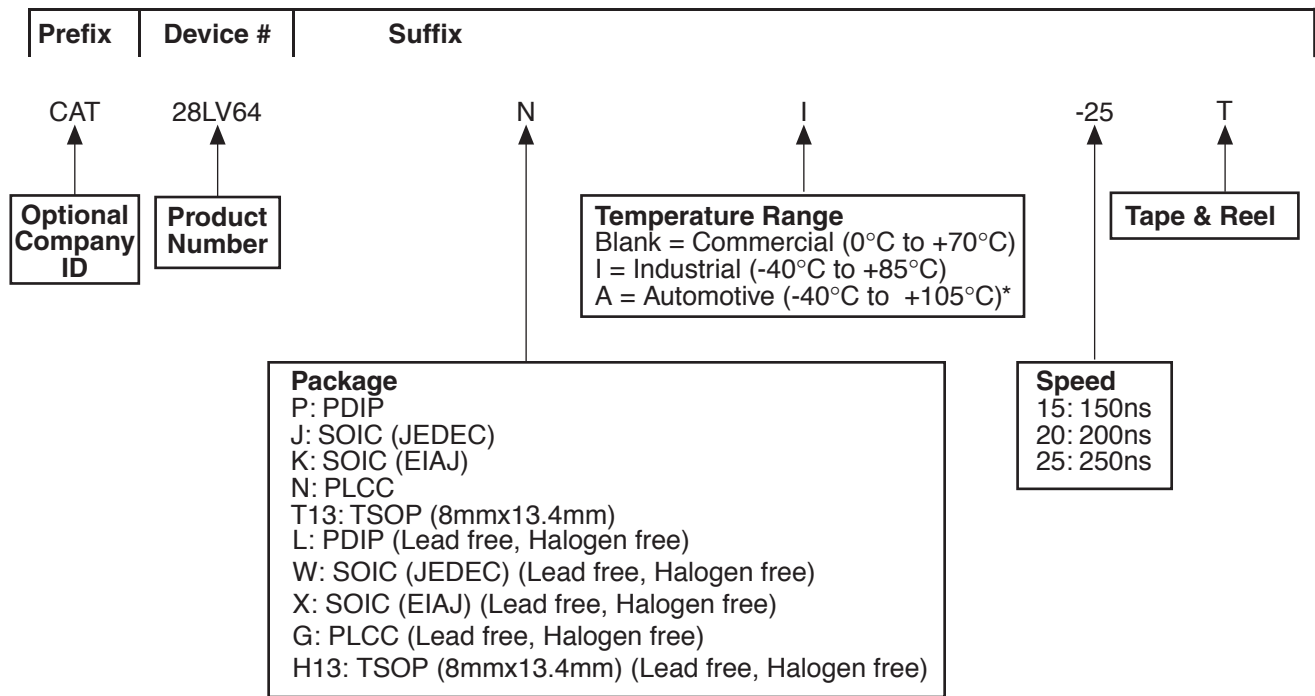 Prefix Device # Suffix
CAT 28LV64 N I -25 T
Optional
Company
ID
Product
Number
Temperature Range
Blank = Commercial (0°C to +70°C)
I = Industrial (-40°C to +85°C)
A = Automotive (-40°C to +105°C)*
Tape & Reel
Package
P: PDIP
J: SOIC (JEDEC)
K: SOIC (EIAJ)
N: PLCC
T13: TSOP (8mmx13.4mm)
L: PDIP (Lead free, Halogen free)
W: SOIC (JEDEC) (Lead free, Halogen free)
X: SOIC (EIAJ) (Lead free, Halogen free)
G: PLCC (Lead free, Halogen free)
H13: TSOP (8mmx13.4mm) (Lead free, Halogen free)
Speed
15: 150ns
20: 200ns
25: 250ns